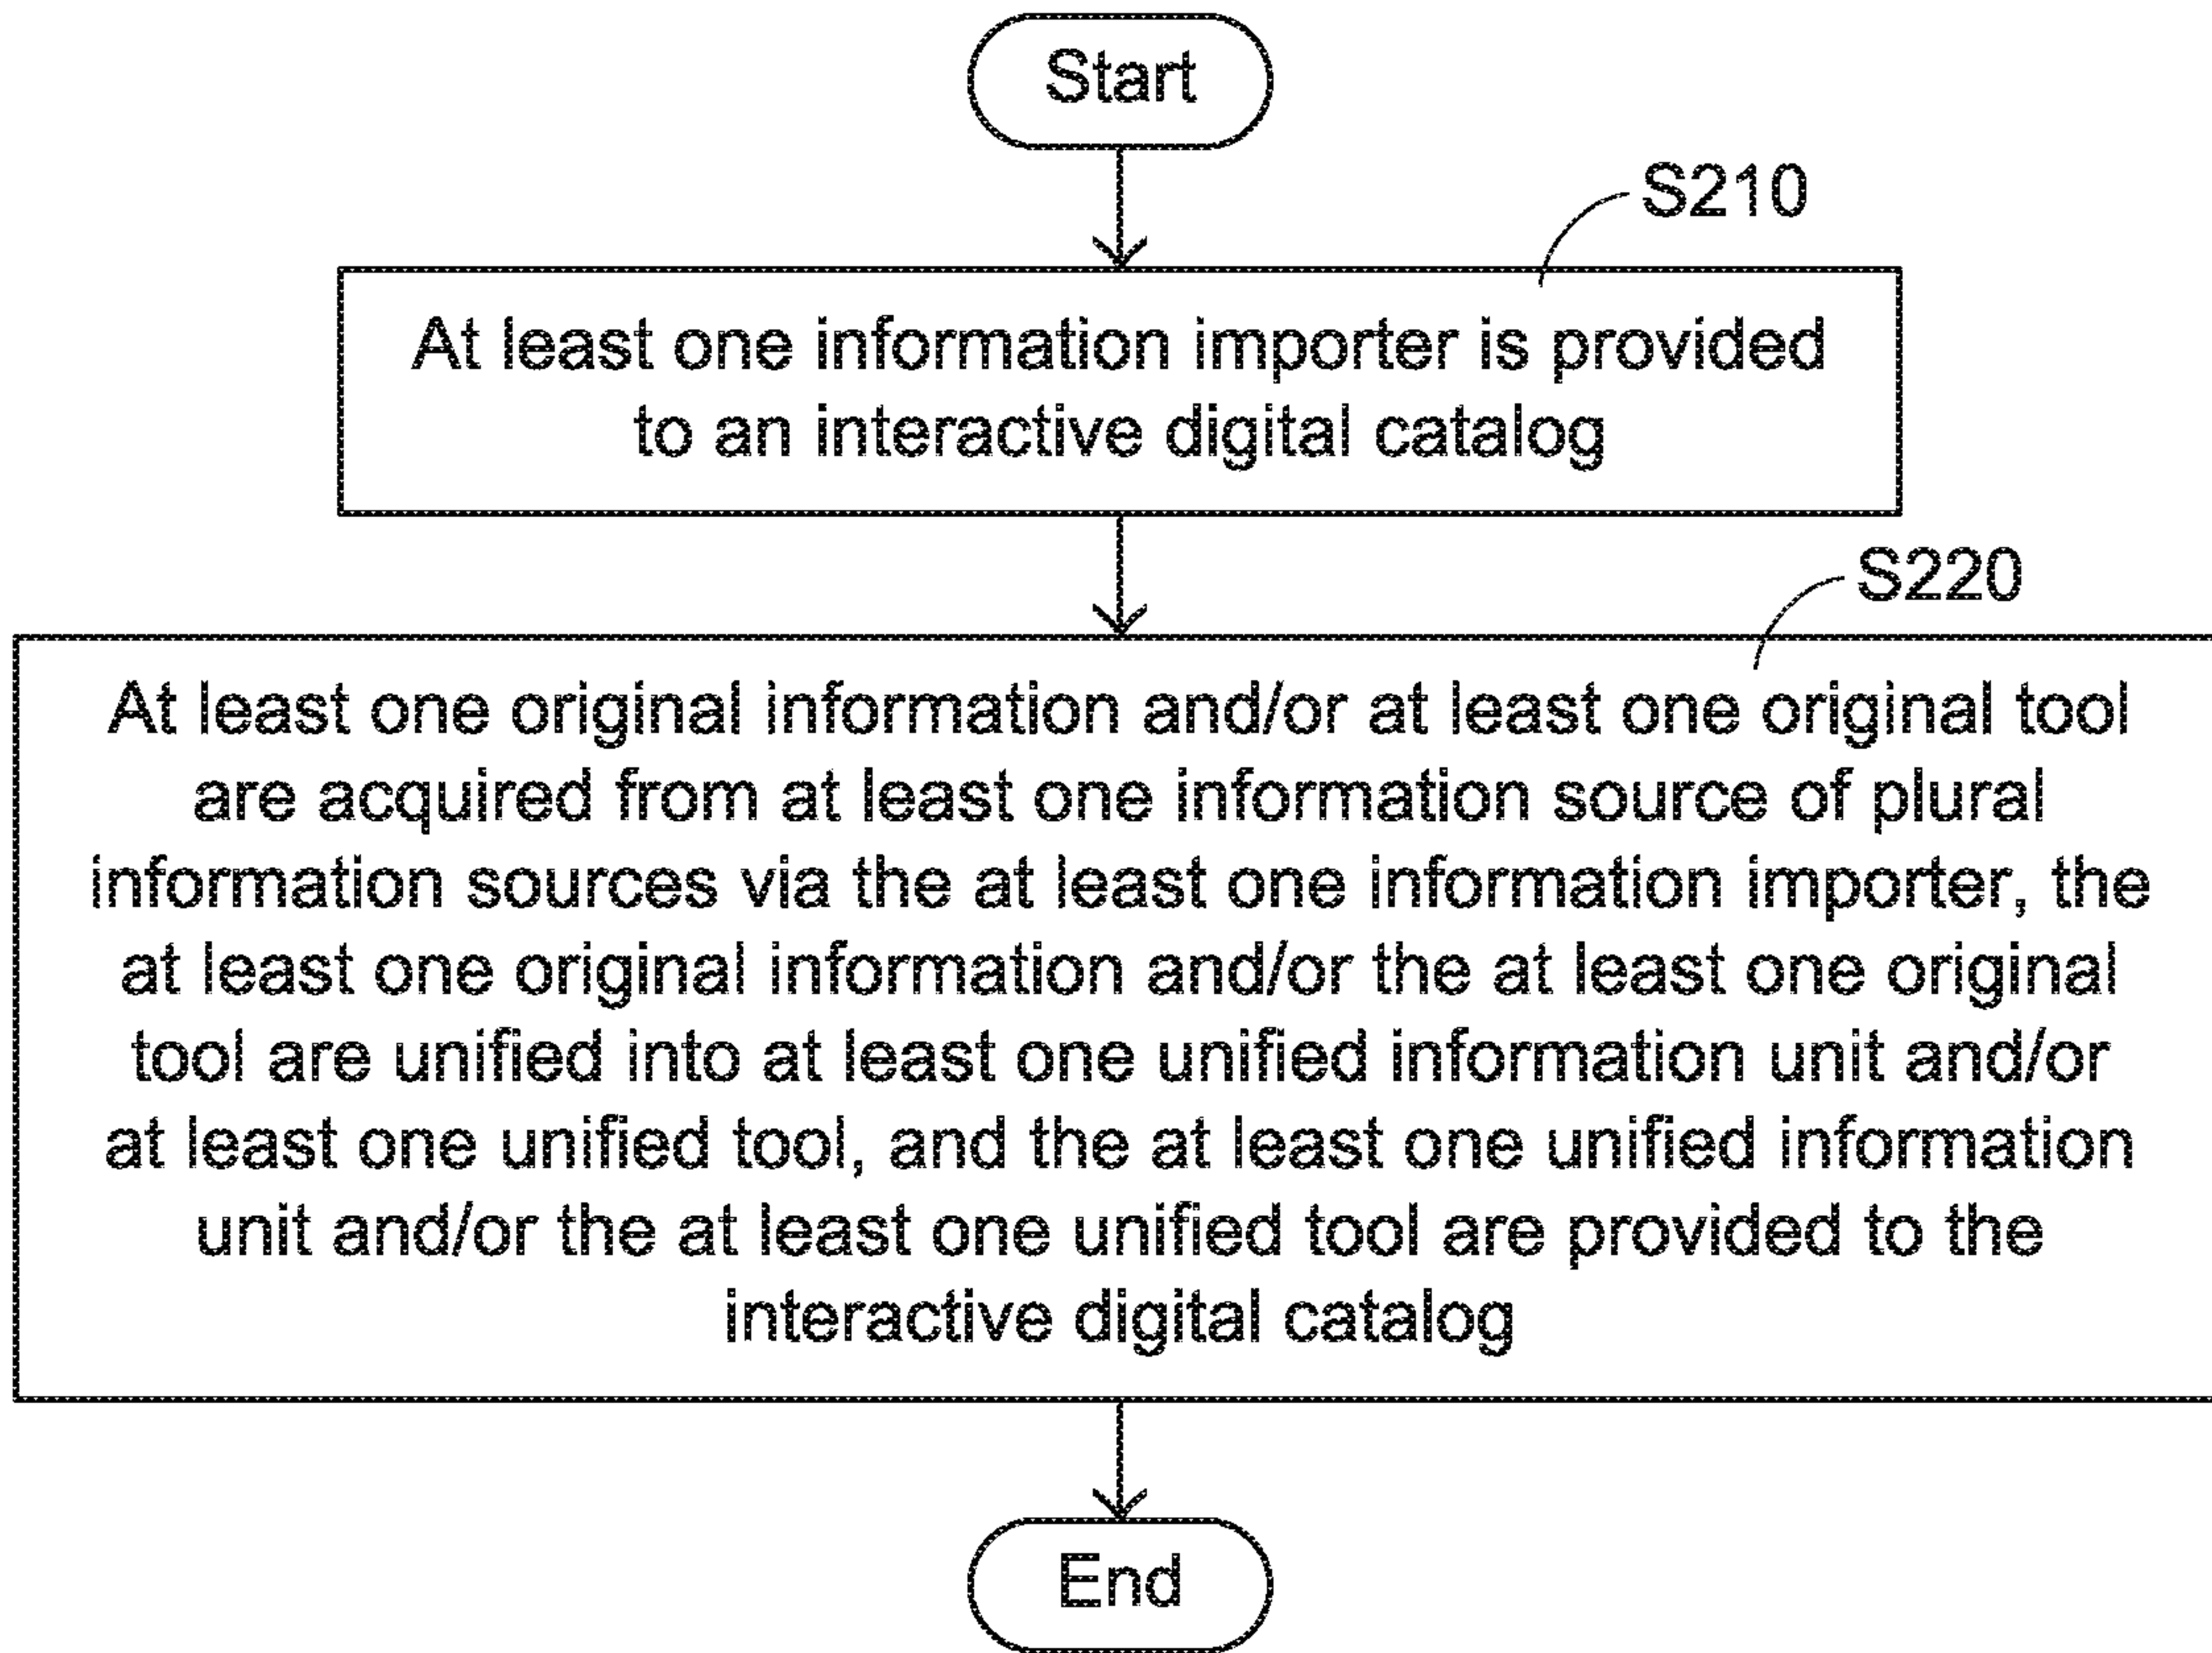 Start
S210
At least one information importer is provided
to an interactive digital catalog
S220
At least one original information and/or at least one original tool
are acquired from at least one information source of plural
information sources via the at least one information importer, the
at least one original information and/or the at least one original
tool are unified into at least one unified information unit and/or
at least one unified tool, and the at least one unified information
unit and/or the at least one unified tool are provided to the
interactive digital catalog
End